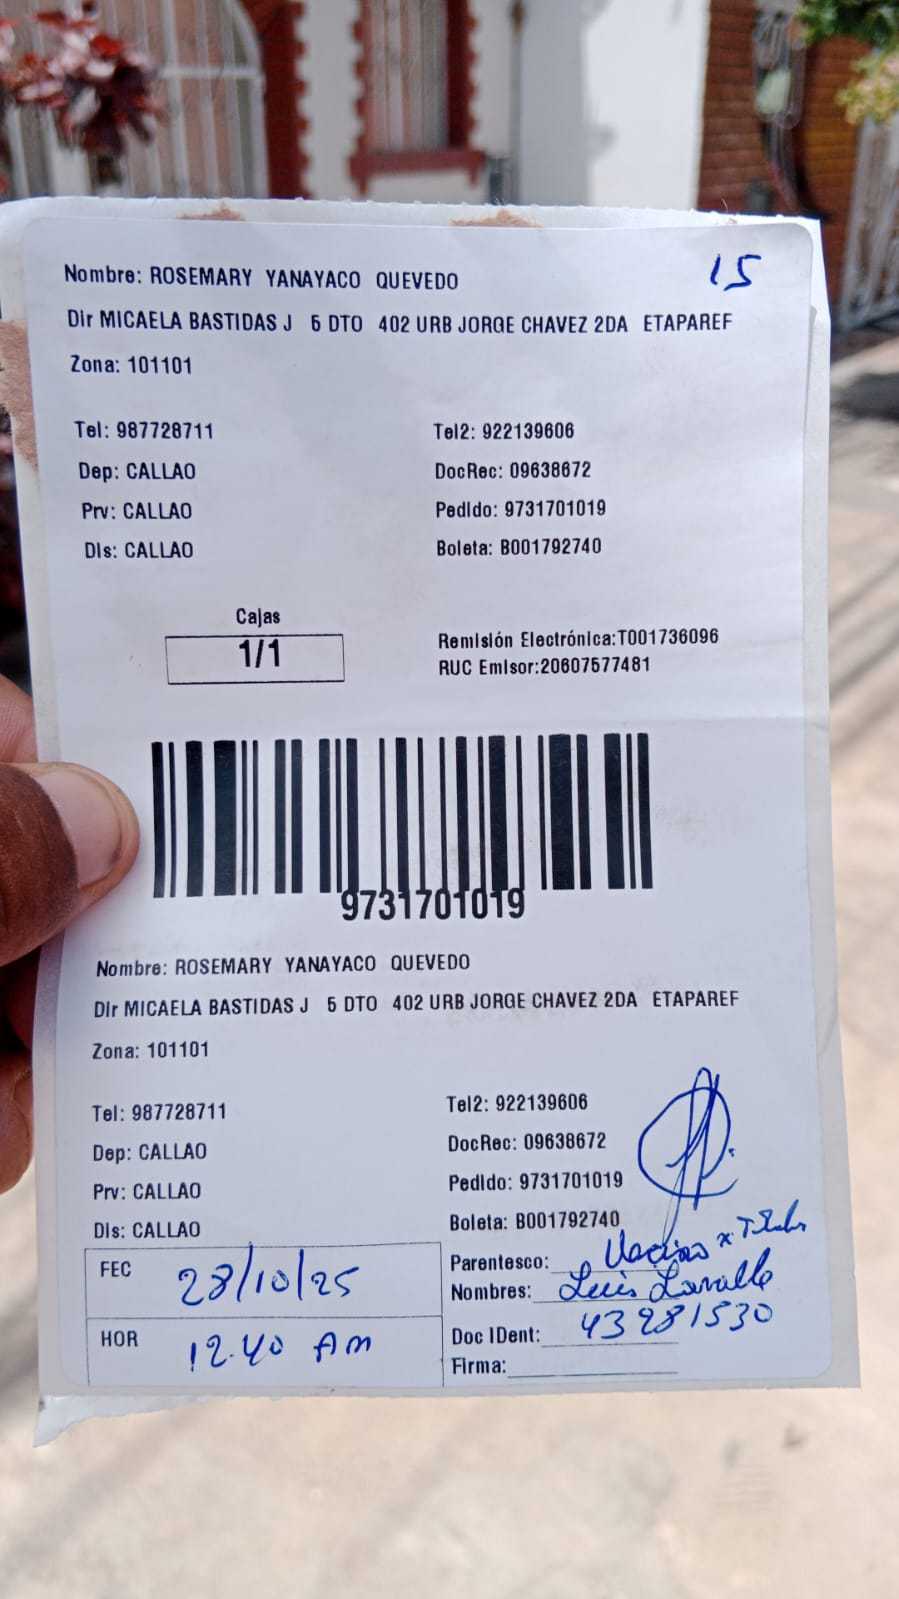 15
Nombre: ROSEMARY YANAYACO QUEVEDO
Dir MICAELA BASTIDAS J 5 DTO 402 URB JORGE CHAVEZ 2DA ETAPAREF
Zona: 101101
Tel: 987728711 Tel2: 922139606
Dep: CALLAO DocRec: 09638672
Prv: CALLAO Pedido: 9731701019
Dis: CALLAO Boleta: B001792740
Cajas
1/1
Remisión Electrónica:T001736096
RUC Emisor:20607577481
9731701019
Nombre: ROSEMARY YANAYACO QUEVEDO
Dir MICAELA BASTIDAS J 5 DTO 402 URB JORGE CHAVEZ 2DA ETAPAREF
Zona: 101101
Tel: 987728711 Tel2: 922139606
Dep: CALLAO DocRec: 09638672
Prv: CALLAO Pedido: 9731701019
Dis: CALLAO Boleta: B001792740
FEC 28/10/25
HOR 12.40 AM
Parentesco: Vecino x
Nombres: Luis Lavalle
Doc IDent: 43281530
Firma: